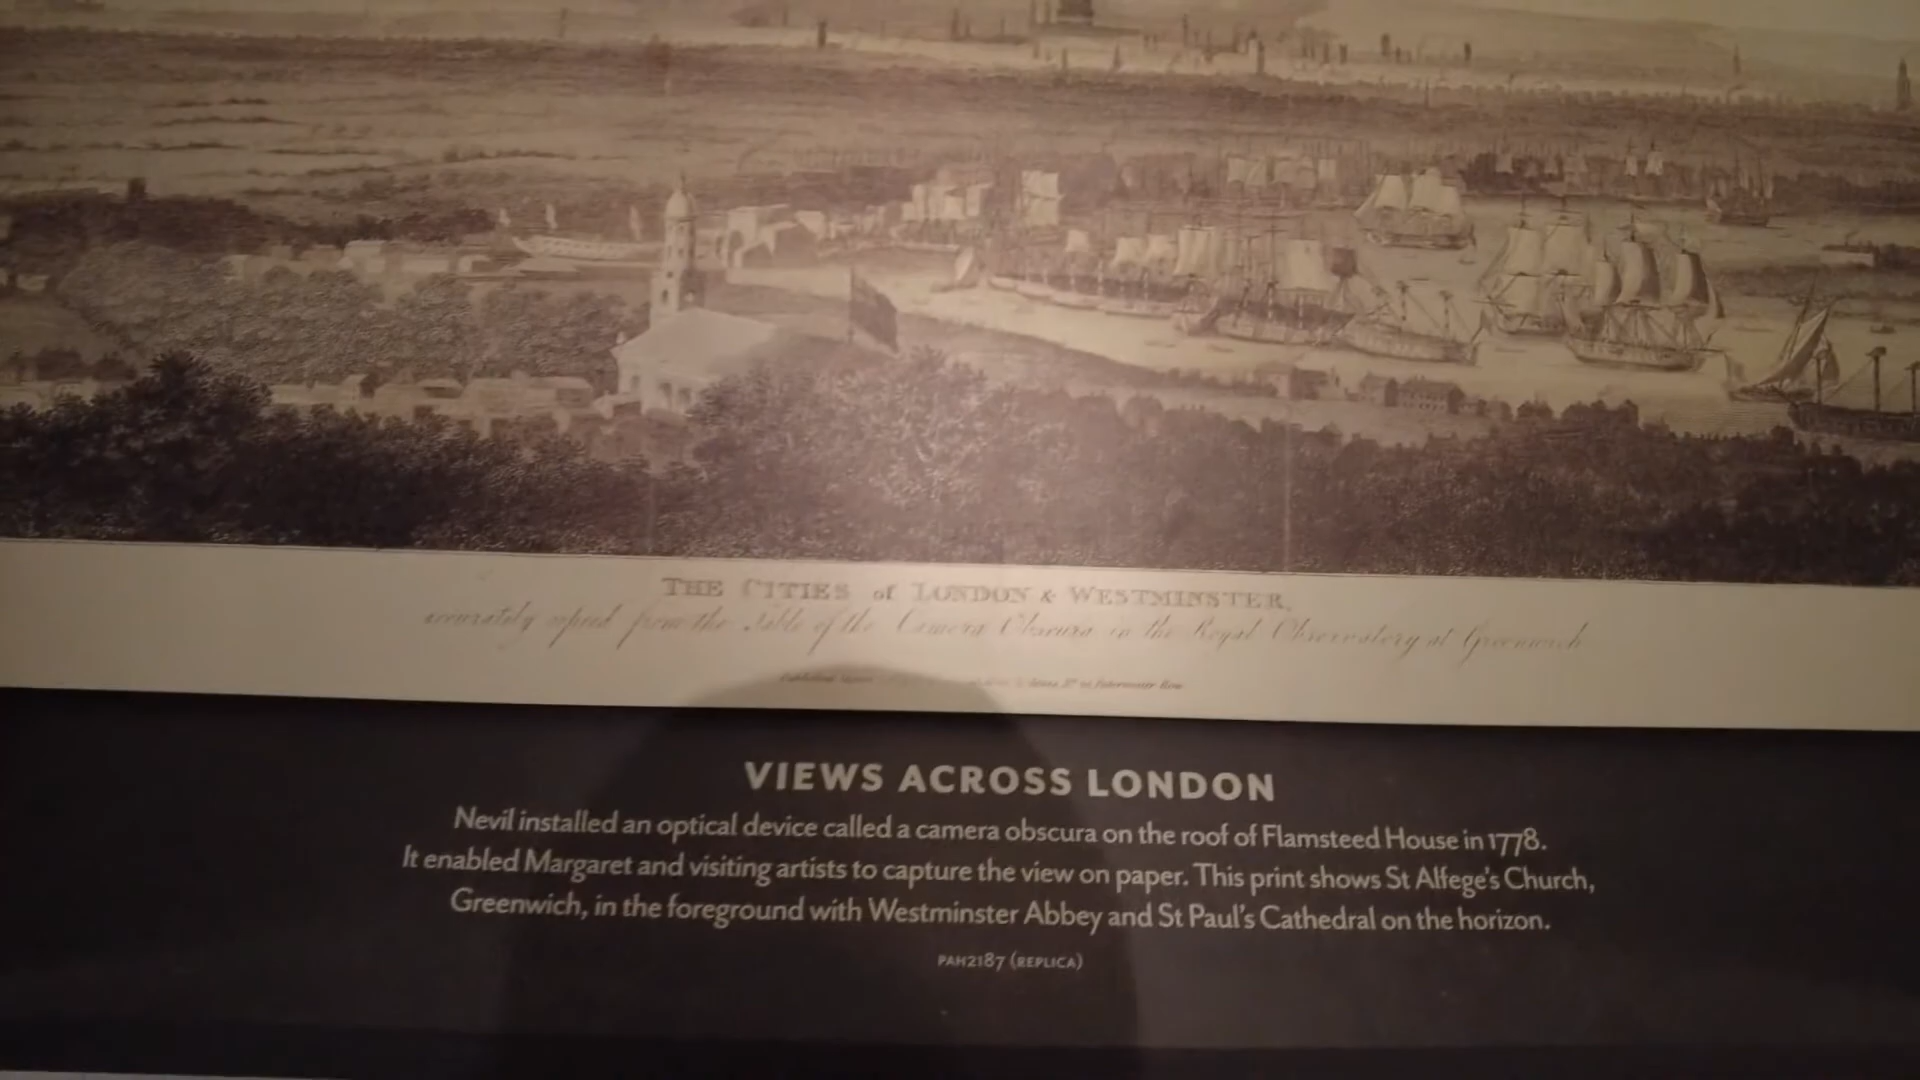 THE CITIES of LONDON & WESTMINSTER,
accurately copied from the Table of the Camera Obscura in the Royal Observatory at Greenwich
Published Paternoster Row
VIEWS ACROSS LONDON
Nevil installed an optical device called a camera obscura on the roof of Flamsteed House in 1778.
It enabled Margaret and visiting artists to capture the view on paper. This print shows St Alfege's Church,
Greenwich, in the foreground with Westminster Abbey and St Paul's Cathedral on the horizon.
PAH2187 (REPLICA)